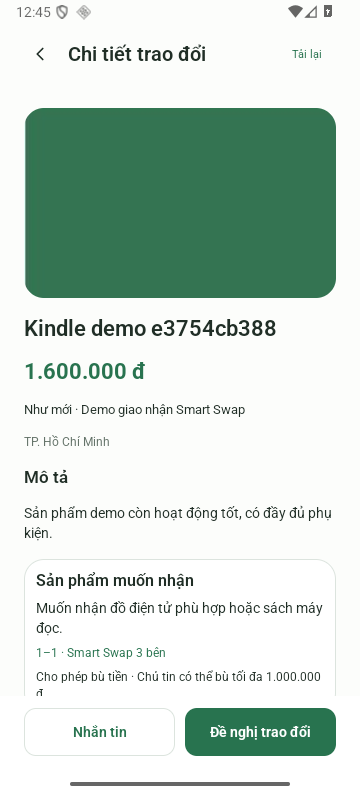 12:45
Chi tiết trao đổi
Tải lại
Kindle demo e3754cb388
1.600.000 đ
Như mới · Demo giao nhận Smart Swap
TP. Hồ Chí Minh
Mô tả
Sản phẩm demo còn hoạt động tốt, có đầy đủ phụ
kiện.
Sản phẩm muốn nhận
Muốn nhận đồ điện tử phù hợp hoặc sách máy
đọc.
1–1 · Smart Swap 3 bên
Cho phép bù tiền · Chủ tin có thể bù tối đa 1.000.000
đ
Nhắn tin
Đề nghị trao đổi